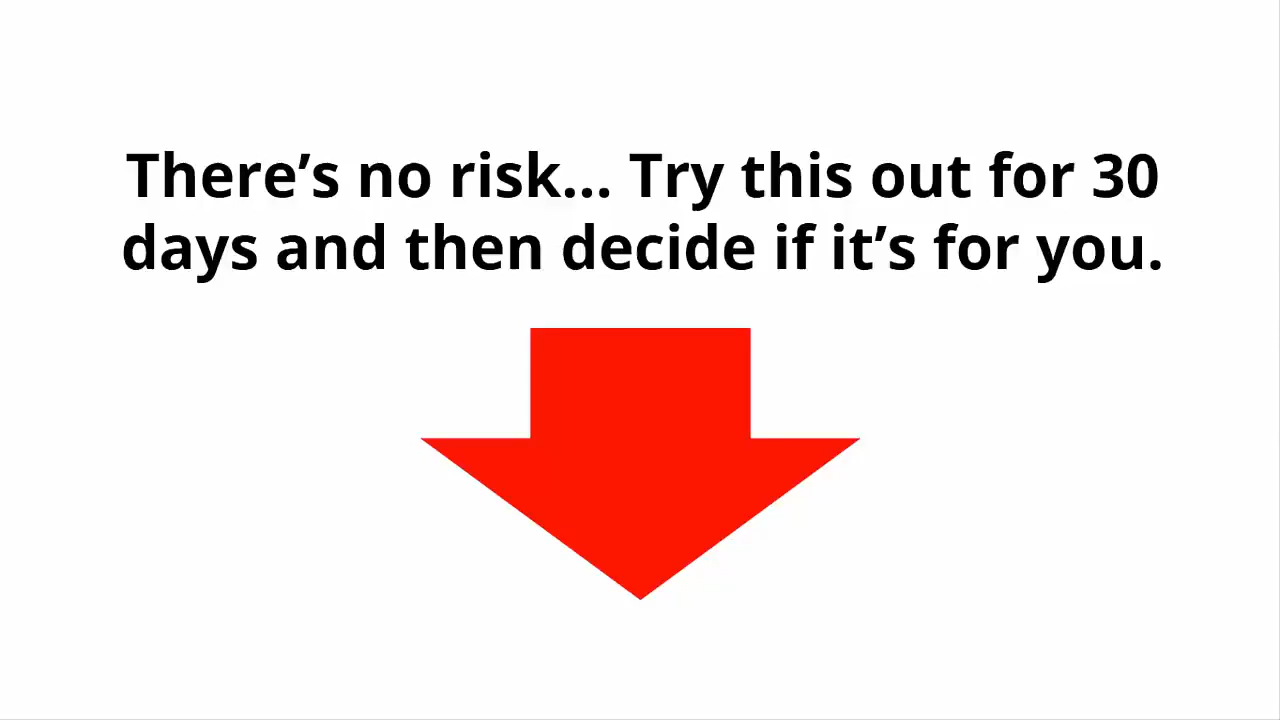 There’s no risk... Try this out for 30
days and then decide if it’s for you.